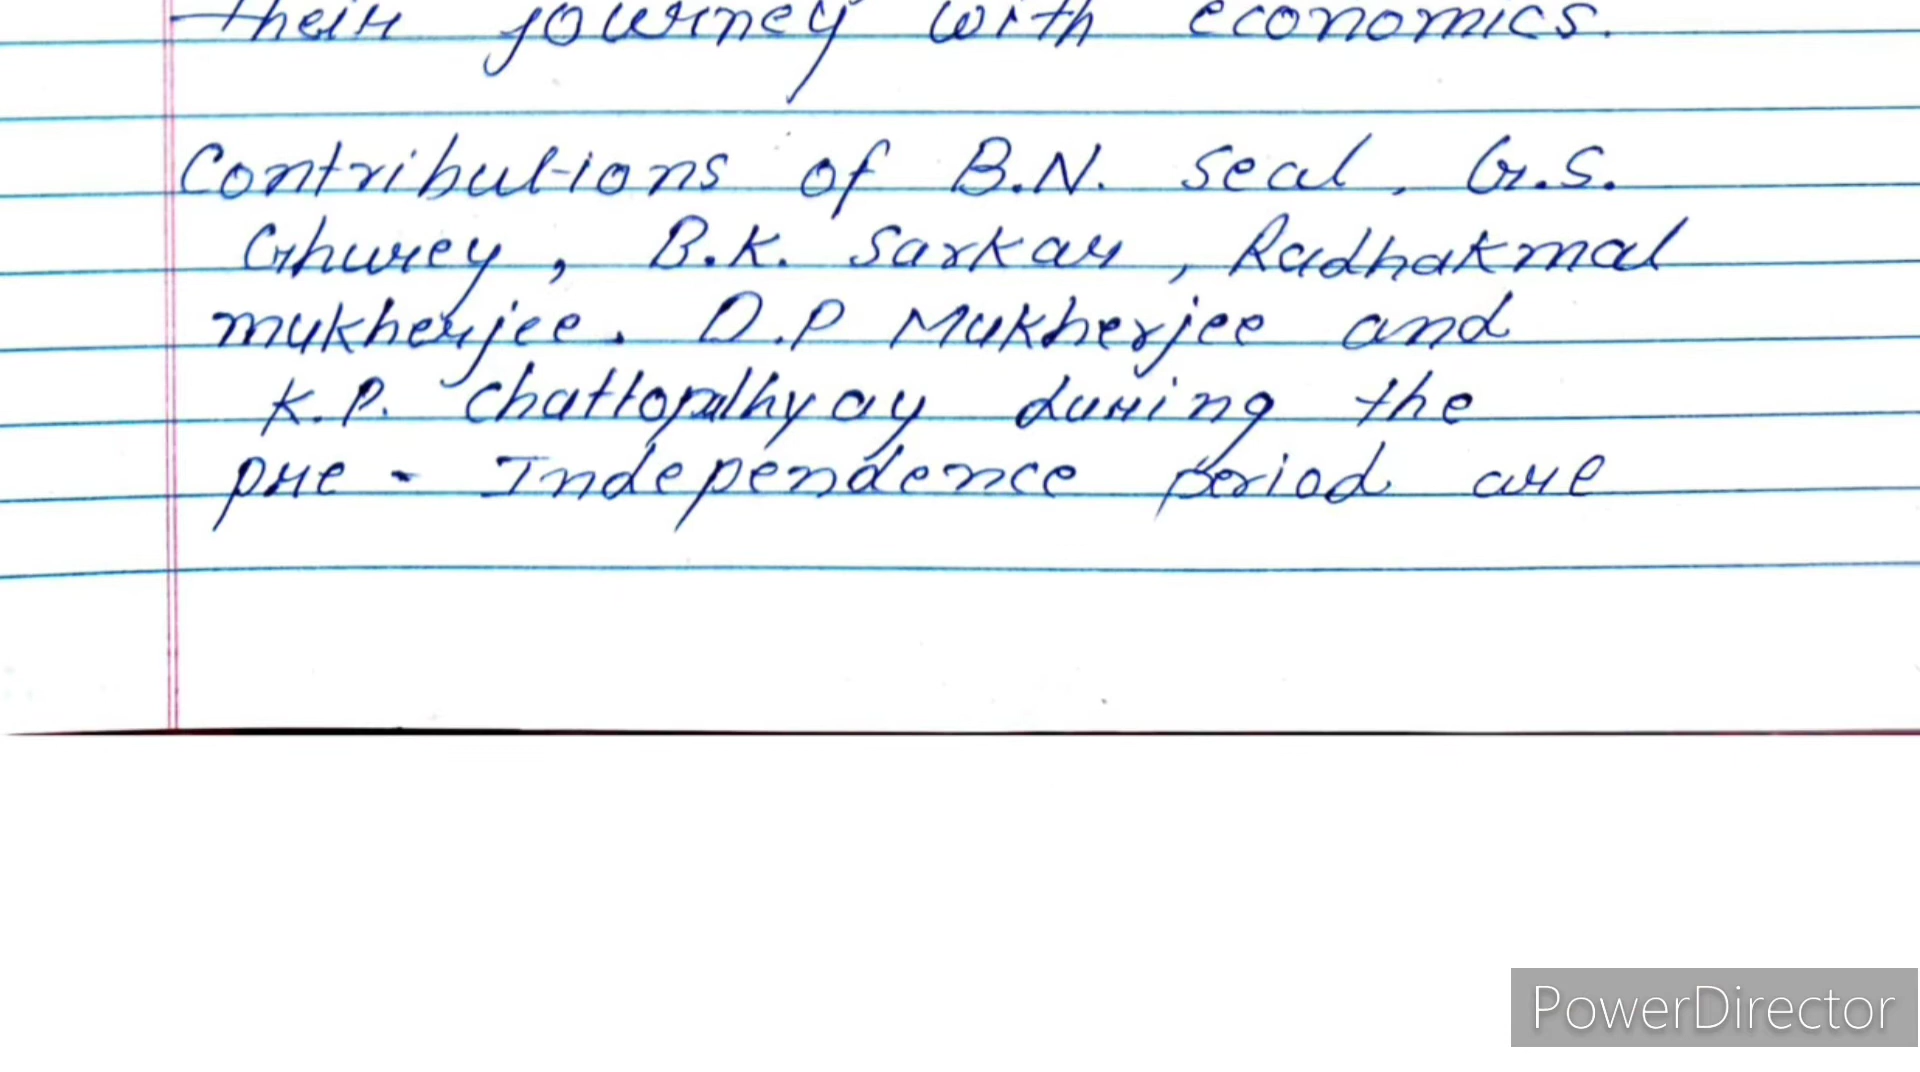 their journey with economics.
Contributions of B.N. Seal, G.S.
Ghurey, B.K. Sarkar, Radhakmal
mukherjee. D.P Mukherjee and
K.P. Chattopadhyay during the
pre - Independence period are
PowerDirector